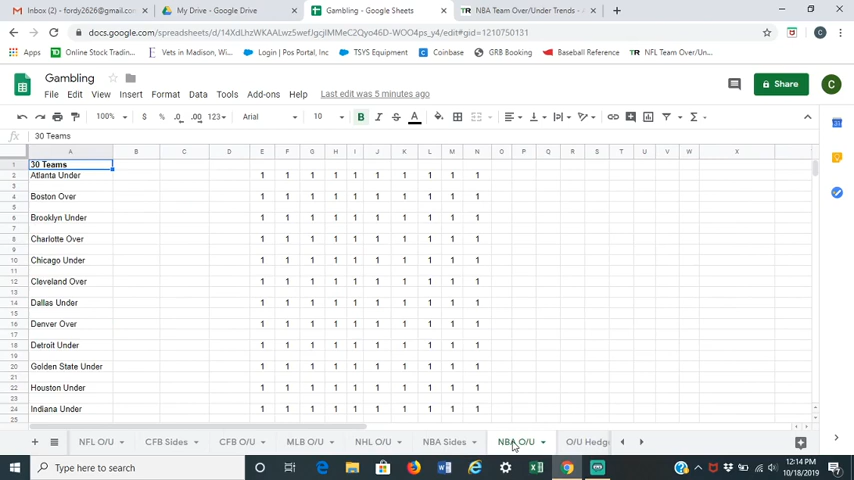 Inbox (2) - fordy2626@gmail.com
My Drive - Google Drive
Gambling - Google Sheets
NBA Team Over/Under Trends - A
docs.google.com/spreadsheets/d/14XdLhzWKAALwz5wefJgcjIMMeC2Qyo46D-WOO4ps_y4/edit#gid=1210750131
Apps
Online Stock Tradin...
Vets in Madison, Wi...
Login | Pos Portal, Inc
TSYS Equipment
Coinbase
GRB Booking
Baseball Reference
NFL Team Over/Un...
Gambling
File Edit View Insert Format Data Tools Add-ons Help Last edit was 5 minutes ago
Share
C
100% $ % .0 .00 123 Arial 10 B I S A
fx 30 Teams
A B C D E F G H I J K L M N O P Q R S T U V W X
1 30 Teams
2 Atlanta Under 1 1 1 1 1 1 1 1 1 1
3
4 Boston Over 1 1 1 1 1 1 1 1 1 1
5
6 Brooklyn Under 1 1 1 1 1 1 1 1 1 1
7
8 Charlotte Over 1 1 1 1 1 1 1 1 1 1
9
10 Chicago Under 1 1 1 1 1 1 1 1 1 1
11
12 Cleveland Over 1 1 1 1 1 1 1 1 1 1
13
14 Dallas Under 1 1 1 1 1 1 1 1 1 1
15
16 Denver Over 1 1 1 1 1 1 1 1 1 1
17
18 Detroit Under 1 1 1 1 1 1 1 1 1 1
19
20 Golden State Under 1 1 1 1 1 1 1 1 1 1
21
22 Houston Under 1 1 1 1 1 1 1 1 1 1
23
24 Indiana Under 1 1 1 1 1 1 1 1 1 1
25
NFL O/U
CFB Sides
CFB O/U
MLB O/U
NHL O/U
NBA Sides
NBA O/U
O/U Hedg
Type here to search
12:14 PM
10/18/2019